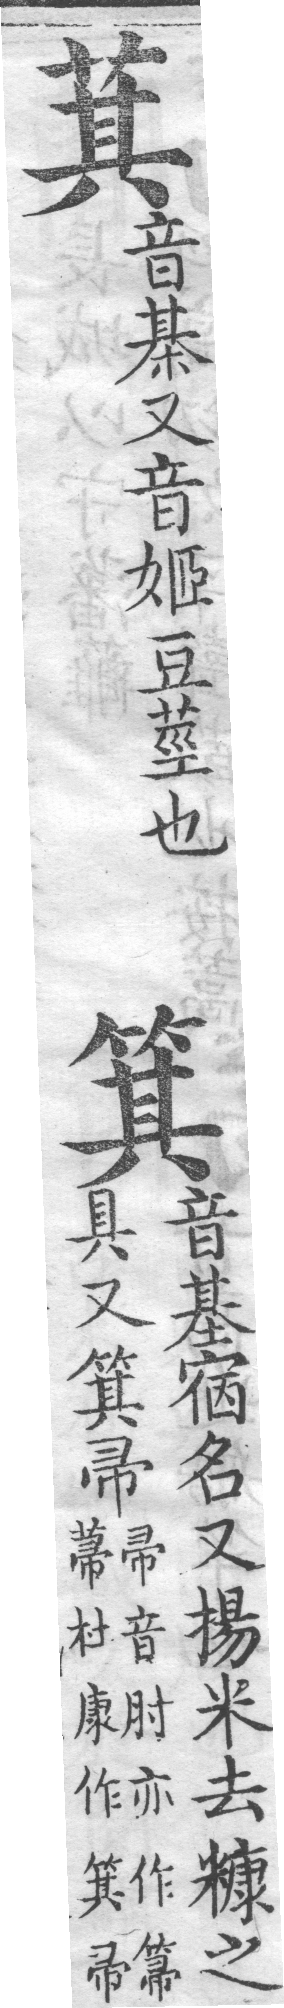 萁
音棊又音姬豆莖也
箕
音基宿名又揚米去糠之
具又箕帚
帚音肘亦作箒
菷杜康作箕帚